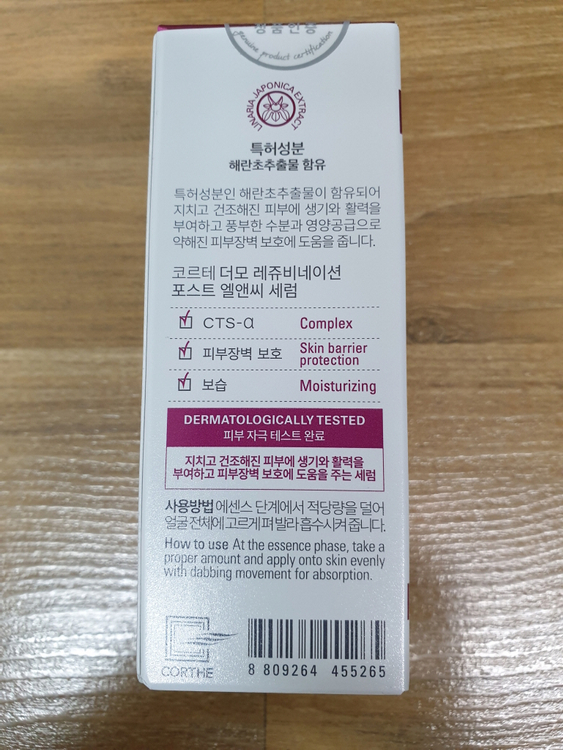 정품인증
genuine product certification
LINARIA JAPONICA EXTRACT
특허성분
해란초추출물 함유
특허성분인 해란초추출물이 함유되어
지치고 건조해진 피부에 생기와 활력을
부여하고 풍부한 수분과 영양공급으로
약해진 피부장벽 보호에 도움을 줍니다.
코르테 더모 레쥬비네이션
포스트 엘앤씨 세럼
CTS-α Complex
피부장벽 보호 Skin barrier
protection
보습 Moisturizing
DERMATOLOGICALLY TESTED
피부 자극 테스트 완료
지치고 건조해진 피부에 생기와 활력을
부여하고 피부장벽 보호에 도움을 주는 세럼
사용방법 에센스 단계에서 적당량을 덜어
얼굴 전체에 고르게 펴 발라 흡수시켜 줍니다.
How to use At the essence phase, take a
proper amount and apply onto skin evenly
with dabbing movement for absorption.
CORTHE
8 809264 455265